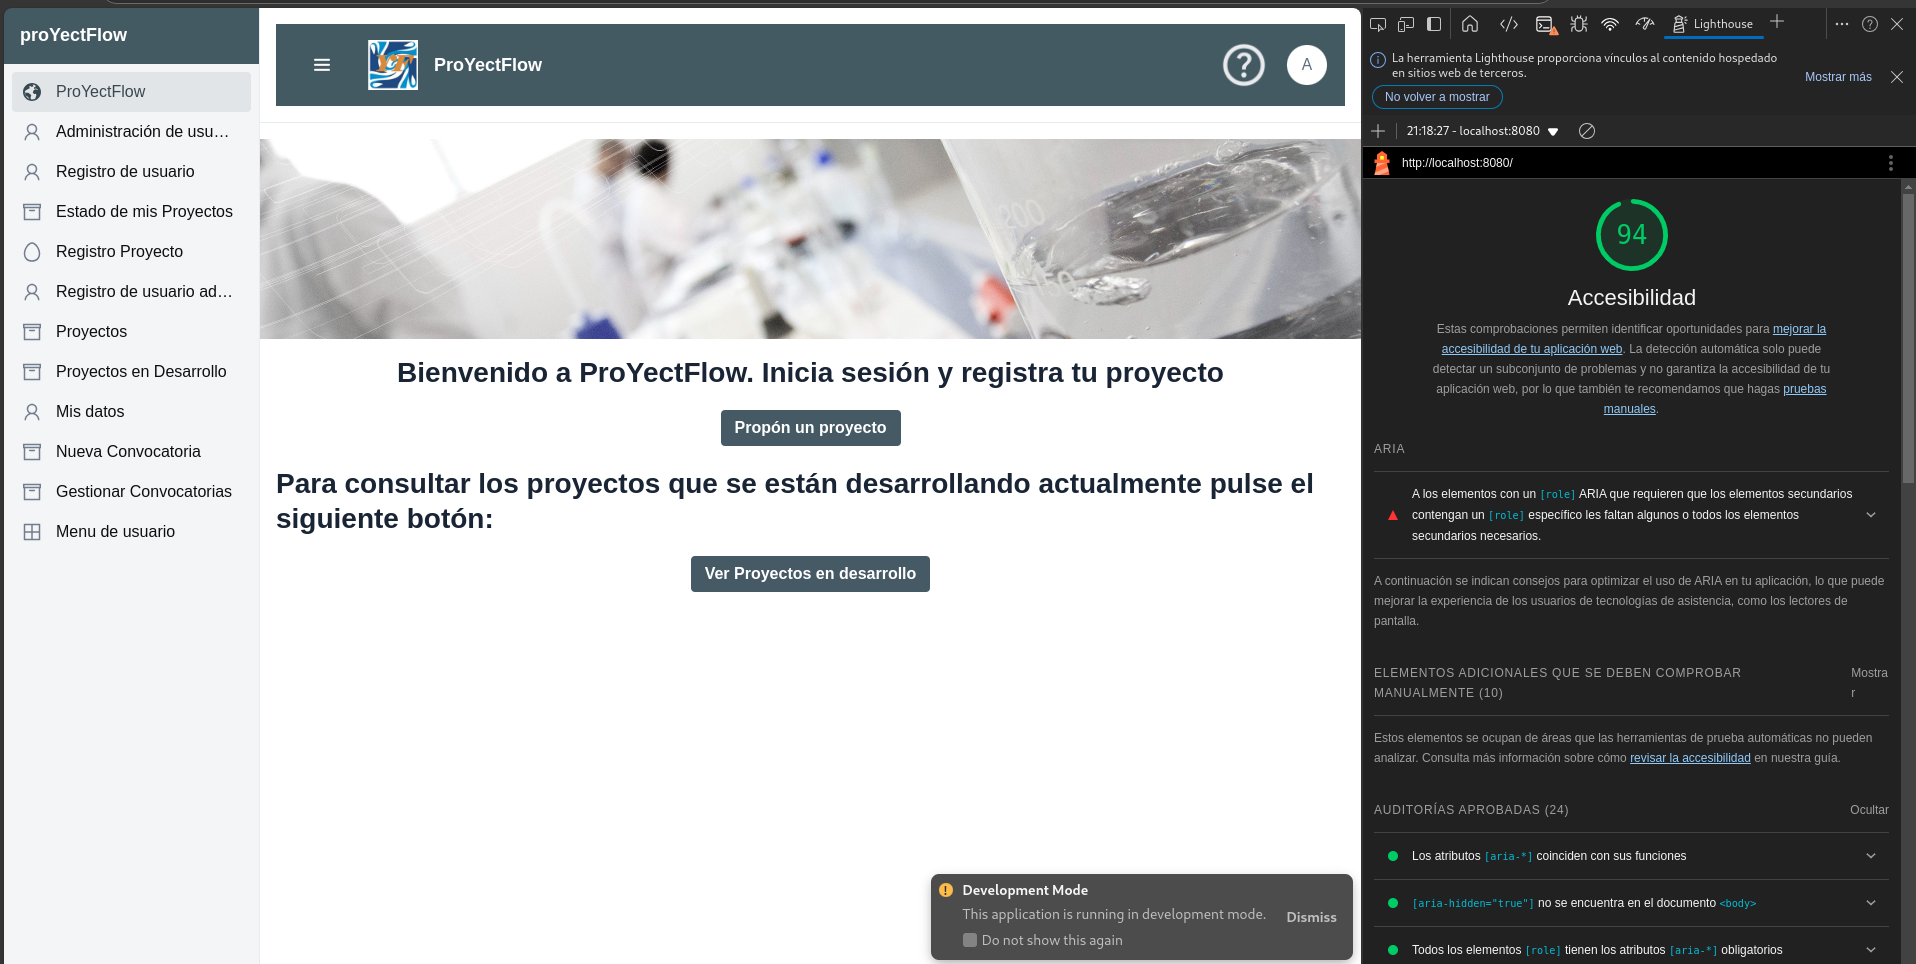 proYectFlow
ProYectFlow
Administración de usu...
Registro de usuario
Estado de mis Proyectos
Registro Proyecto
Registro de usuario ad...
Proyectos
Proyectos en Desarrollo
Mis datos
Nueva Convocatoria
Gestionar Convocatorias
Menu de usuario
YF
ProYectFlow
?
A
Bienvenido a ProYectFlow. Inicia sesión y registra tu proyecto
Propón un proyecto
Para consultar los proyectos que se están desarrollando actualmente pulse el
siguiente botón:
Ver Proyectos en desarrollo
Development Mode
This application is running in development mode.
Dismiss
Do not show this again
Lighthouse
La herramienta Lighthouse proporciona vínculos al contenido hospedado
en sitios web de terceros.
Mostrar más
No volver a mostrar
21:18:27 - localhost:8080
http://localhost:8080/
94
Accesibilidad
Estas comprobaciones permiten identificar oportunidades para mejorar la
accesibilidad de tu aplicación web. La detección automática solo puede
detectar un subconjunto de problemas y no garantiza la accesibilidad de tu
aplicación web, por lo que también te recomendamos que hagas pruebas
manuales.
ARIA
A los elementos con un [role] ARIA que requieren que los elementos secundarios
contengan un [role] específico les faltan algunos o todos los elementos
secundarios necesarios.
A continuación se indican consejos para optimizar el uso de ARIA en tu aplicación, lo que puede
mejorar la experiencia de los usuarios de tecnologías de asistencia, como los lectores de
pantalla.
ELEMENTOS ADICIONALES QUE SE DEBEN COMPROBAR
MANUALMENTE (10)
Mostra
r
Estos elementos se ocupan de áreas que las herramientas de prueba automáticas no pueden
analizar. Consulta más información sobre cómo revisar la accesibilidad en nuestra guía.
AUDITORÍAS APROBADAS (24)
Ocultar
Los atributos [aria-*] coinciden con sus funciones
[aria-hidden="true"] no se encuentra en el documento <body>
Todos los elementos [role] tienen los atributos [aria-*] obligatorios